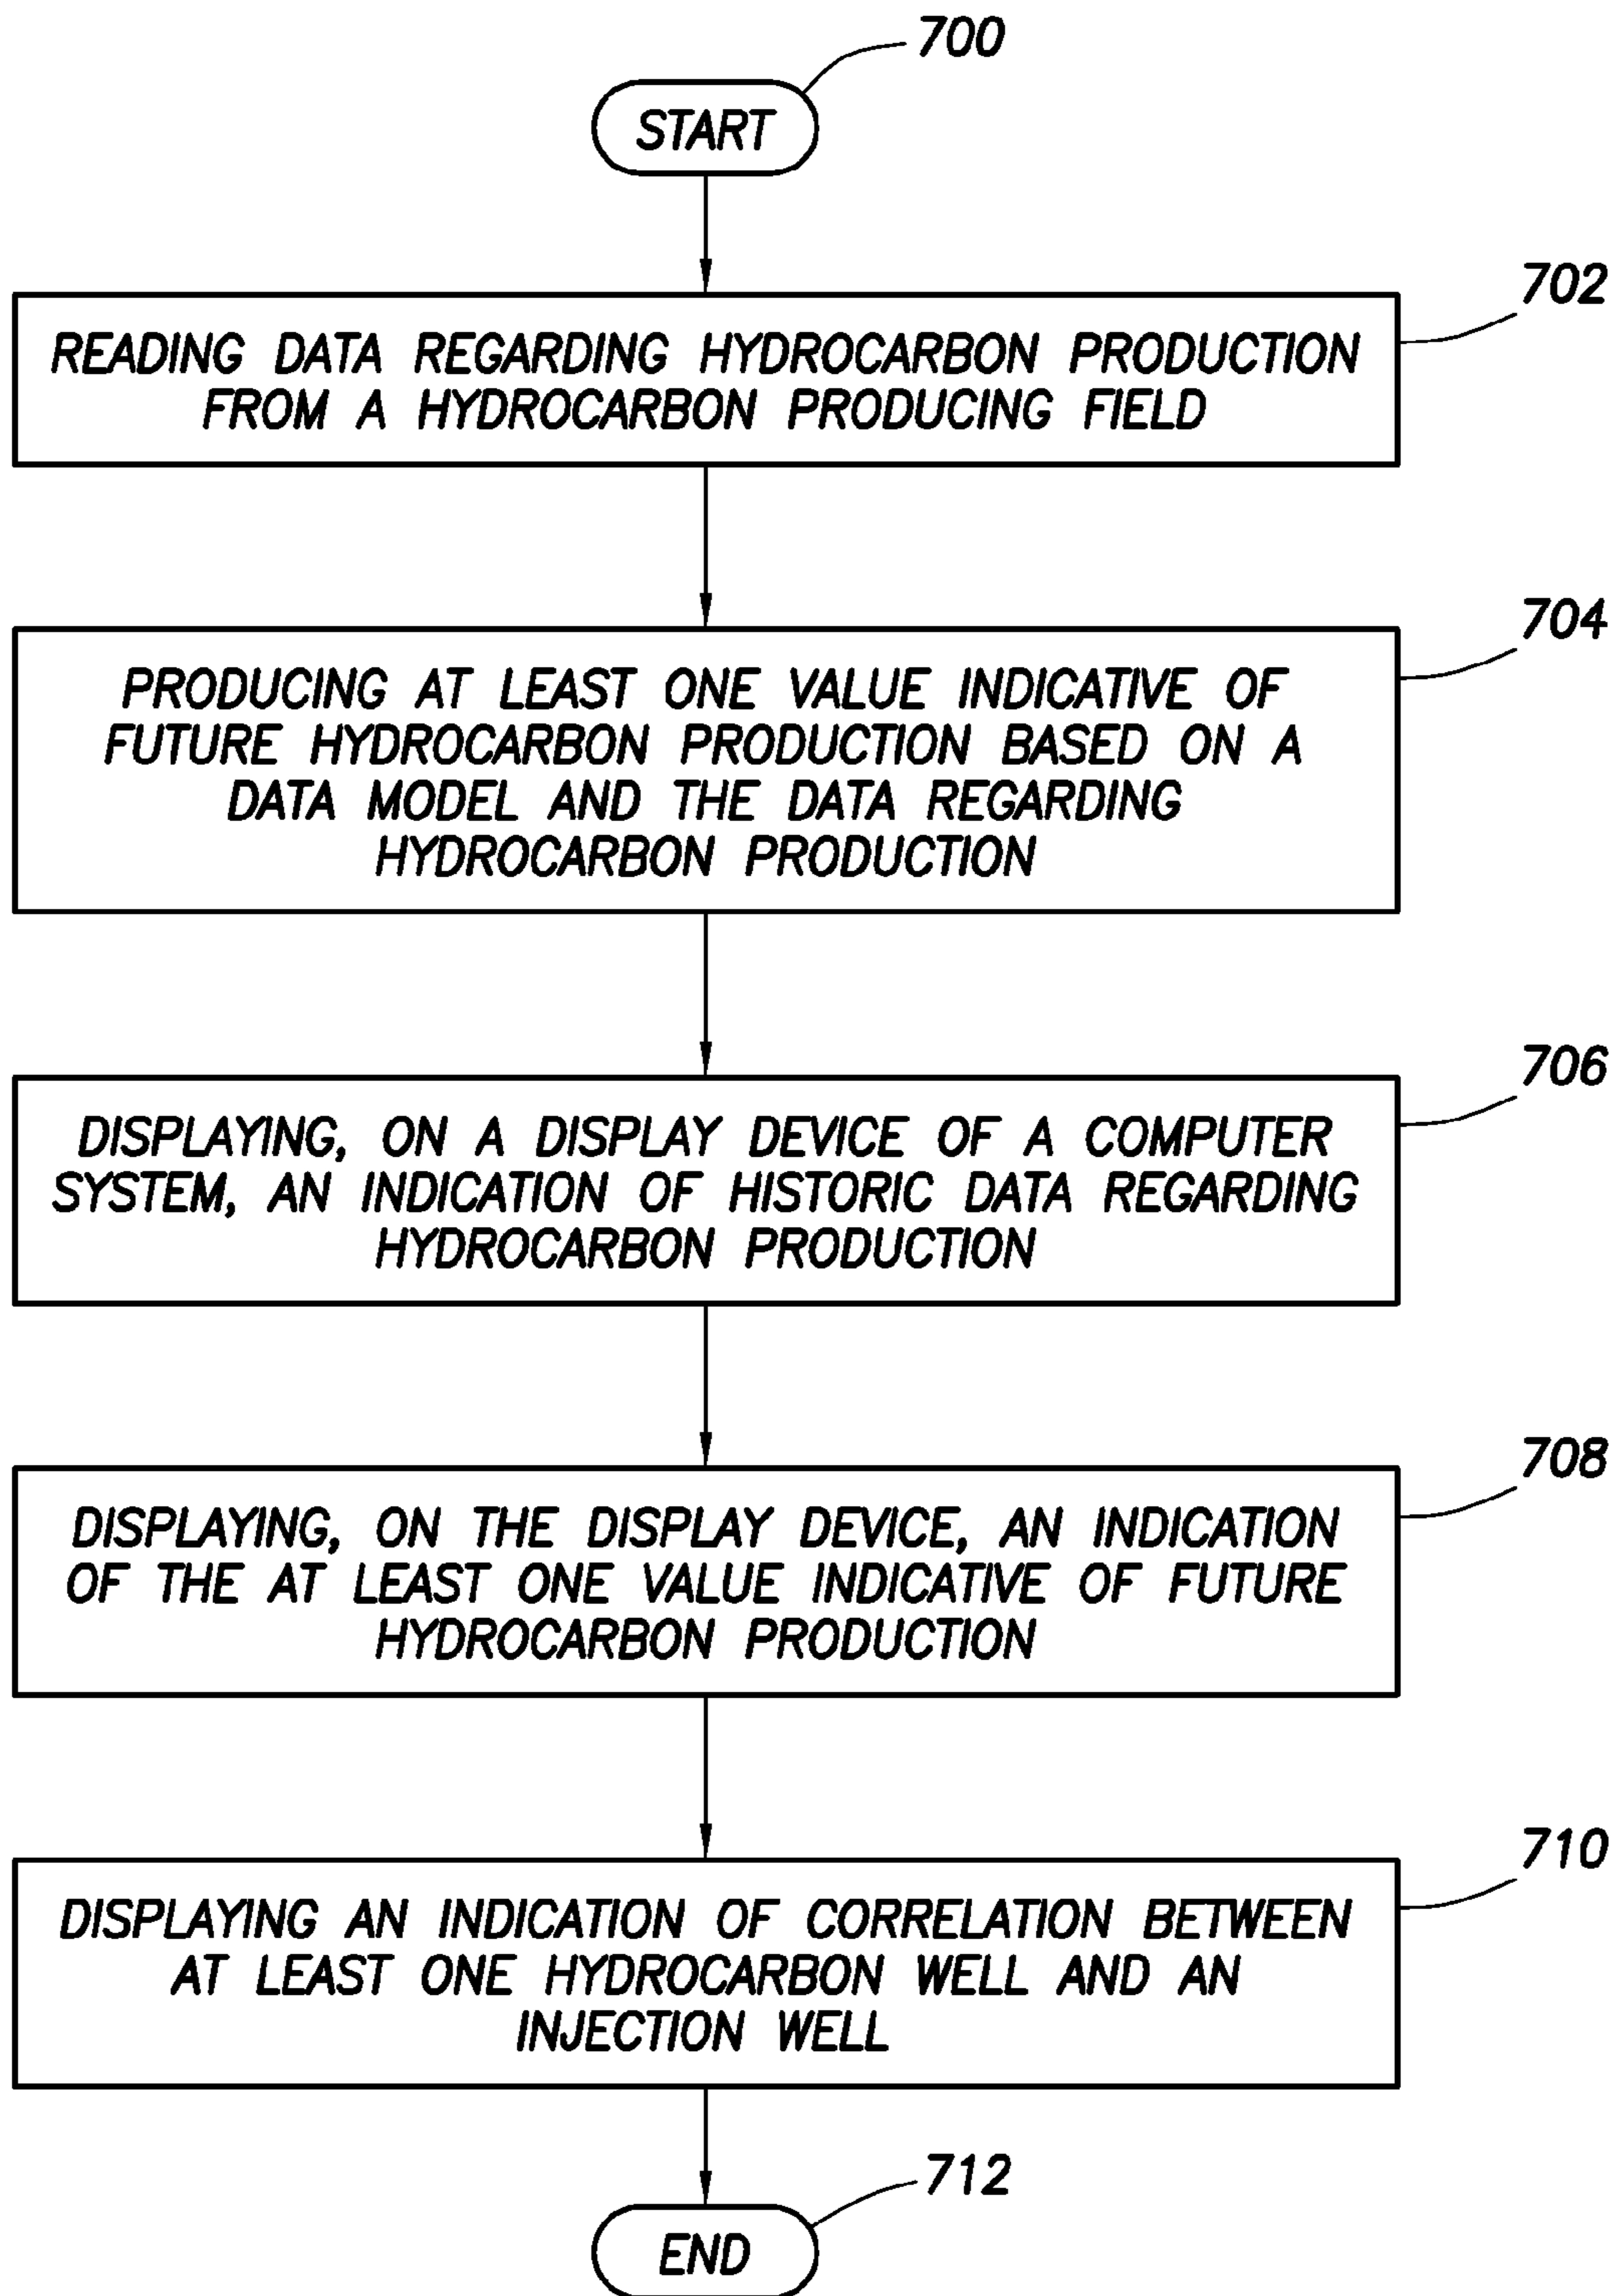 700
START
702
READING DATA REGARDING HYDROCARBON PRODUCTION
FROM A HYDROCARBON PRODUCING FIELD
704
PRODUCING AT LEAST ONE VALUE INDICATIVE OF
FUTURE HYDROCARBON PRODUCTION BASED ON A
DATA MODEL AND THE DATA REGARDING
HYDROCARBON PRODUCTION
706
DISPLAYING, ON A DISPLAY DEVICE OF A COMPUTER
SYSTEM, AN INDICATION OF HISTORIC DATA REGARDING
HYDROCARBON PRODUCTION
708
DISPLAYING, ON THE DISPLAY DEVICE, AN INDICATION
OF THE AT LEAST ONE VALUE INDICATIVE OF FUTURE
HYDROCARBON PRODUCTION
710
DISPLAYING AN INDICATION OF CORRELATION BETWEEN
AT LEAST ONE HYDROCARBON WELL AND AN
INJECTION WELL
712
END